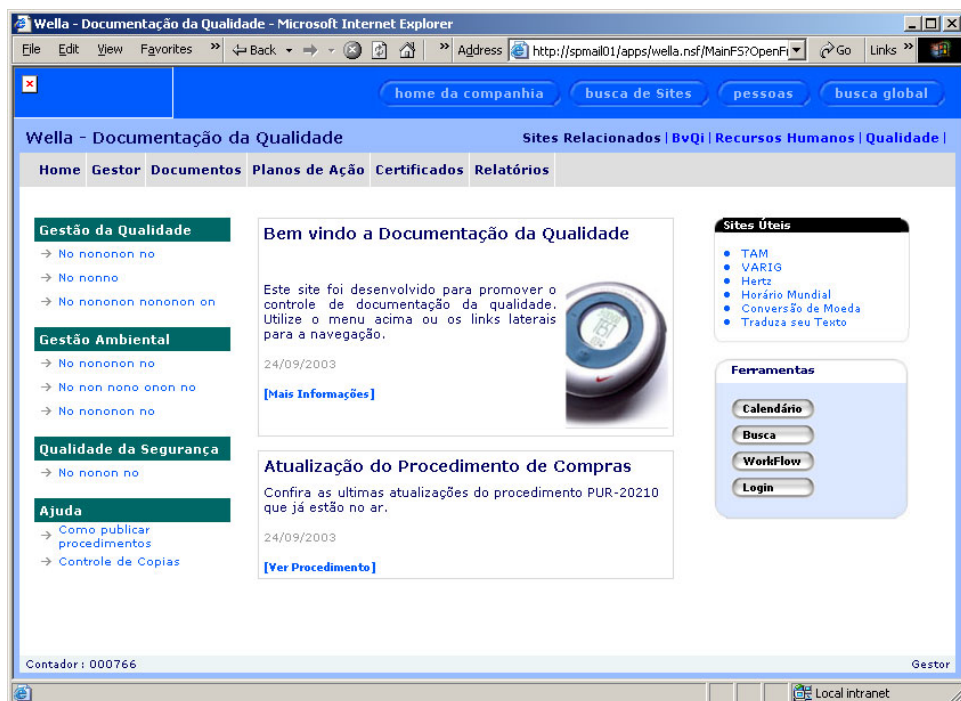 Wella - Documentação da Qualidade - Microsoft Internet Explorer
File Edit View Favorites » Back » Address http://spmail01/apps/wella.nsf/MainFS?OpenFr Go Links »
home da companhia busca de Sites pessoas busca global
Wella - Documentação da Qualidade
Sites Relacionados | BvQi | Recursos Humanos | Qualidade |
Home Gestor Documentos Planos de Ação Certificados Relatórios
Gestão da Qualidade
No nononon no
No nonno
No nononon nononon on
Gestão Ambiental
No nononon no
No non nono onon no
No nononon no
Qualidade da Segurança
No nonon no
Ajuda
Como publicar
procedimentos
Controle de Copias
Bem vindo a Documentação da Qualidade
Este site foi desenvolvido para promover o
controle de documentação da qualidade.
Utilize o menu acima ou os links laterais
para a navegação.
24/09/2003
[Mais Informações]
Atualização do Procedimento de Compras
Confira as ultimas atualizações do procedimento PUR-20210
que já estão no ar.
24/09/2003
[Ver Procedimento]
Sites Úteis
TAM
VARIG
Hertz
Horário Mundial
Conversão de Moeda
Traduza seu Texto
Ferramentas
Calendário
Busca
WorkFlow
Login
Contador : 000766
Gestor
Local intranet